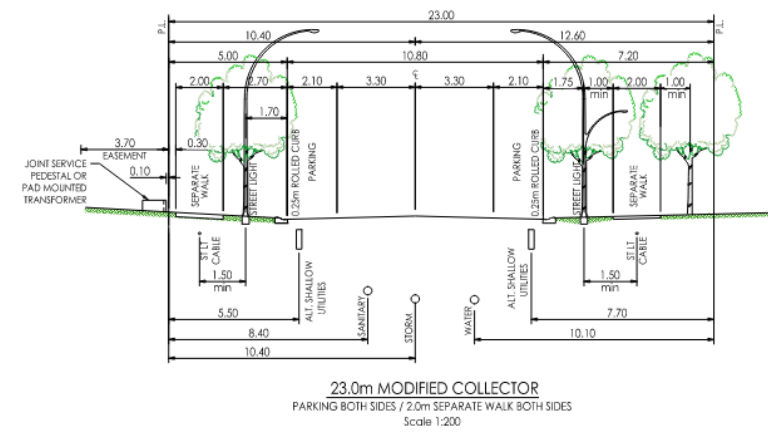 23.00
P.L.
P.L.
10.40
12.60
5.00
10.80
7.20
2.00
2.70
2.10
3.30
℄
3.30
2.10
1.75
1.00
min
2.00
1.00
min
1.70
3.70
EASEMENT
0.30
0.10
JOINT SERVICE
PEDESTAL OR
PAD MOUNTED
TRANSFORMER
SEPARATE
WALK
STREET LIGHT
0.25m ROLLED CURB
PARKING
PARKING
0.25m ROLLED CURB
STREET LIGHT
SEPARATE
WALK
ST LT
CABLE
1.50
min
ALT. SHALLOW
UTILITIES
SANITARY
STORM
WATER
ALT. SHALLOW
UTILITIES
ST LT
CABLE
1.50
min
5.50
7.70
8.40
10.10
10.40
23.0m MODIFIED COLLECTOR
PARKING BOTH SIDES / 2.0m SEPARATE WALK BOTH SIDES
Scale 1:200